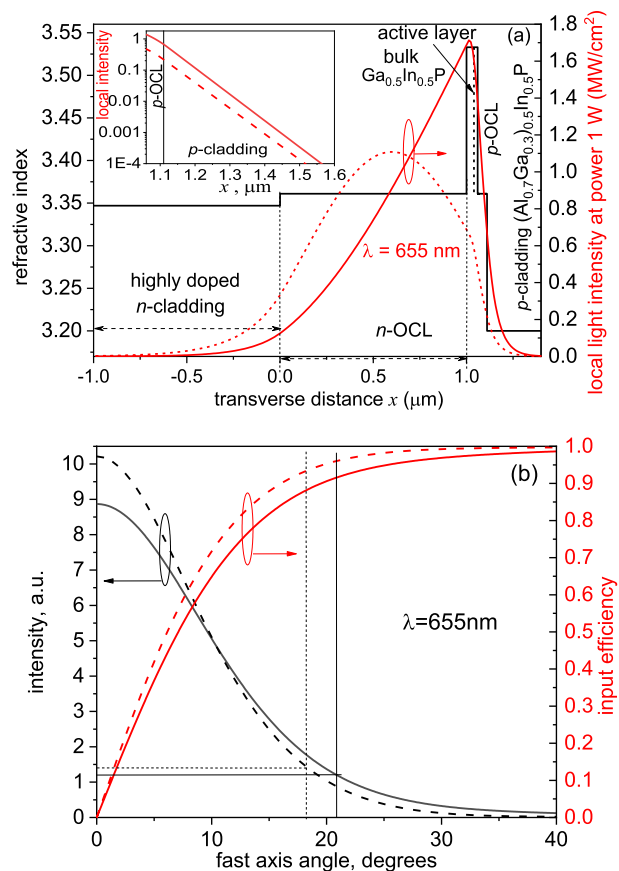 (a)
3.55
3.50
3.45
3.40
3.35
3.30
3.25
3.20
refractive index
1.8
1.6
1.4
1.2
1.0
0.8
0.6
0.4
0.2
0.0
local light intensity at power 1 W (MW/cm²)
-1.0
-0.5
0.0
0.5
1.0
transverse distance x (μm)
1
0.1
0.01
0.001
1E-4
local intensity
p-OCL
p-cladding
1.1
1.2
1.3
1.4
1.5
1.6
x , μm
active layer
bulk
Ga0.5In0.5P
p-OCL
p-cladding (Al0.7Ga0.3)0.5In0.5P
λ = 655 nm
highly doped
n-cladding
n-OCL
(b)
10
9
8
7
6
5
4
3
2
1
0
intensity, a.u.
1.0
0.9
0.8
0.7
0.6
0.5
0.4
0.3
0.2
0.1
0.0
input efficiency
λ=655nm
0
10
20
30
40
fast axis angle, degrees